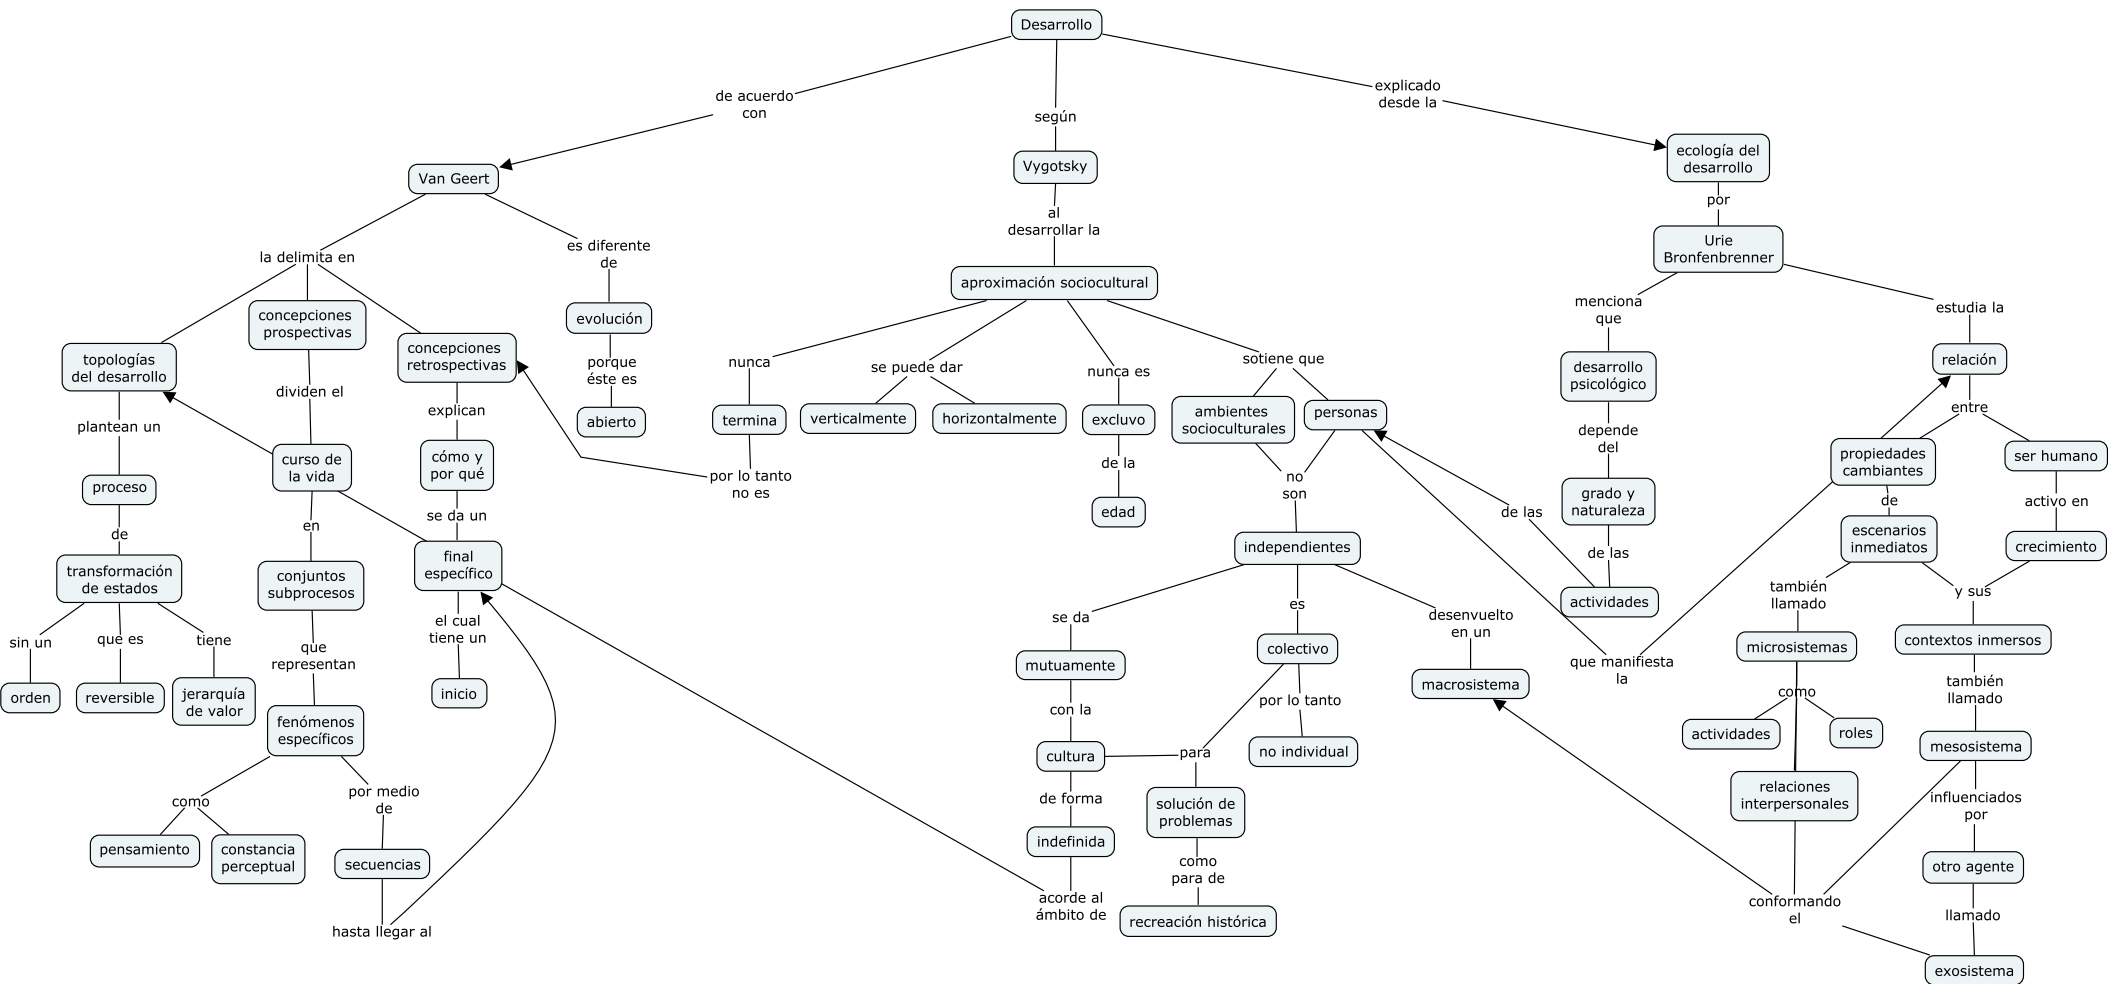 Desarrollo
de acuerdo
con
según
explicado
desde la
Van Geert
Vygotsky
ecología del
desarrollo
por
la delimita en
es diferente
de
al
desarrollar la
Urie
Bronfenbrenner
concepciones
prospectivas
evolución
aproximación sociocultural
menciona
que
estudia la
topologías
del desarrollo
concepciones
retrospectivas
porque
éste es
nunca
se puede dar
nunca es
sotiene que
desarrollo
psicológico
relación
dividen el
explican
abierto
termina
verticalmente
horizontalmente
excluvo
ambientes
socioculturales
personas
entre
plantean un
depende
del
curso de
la vida
cómo y
por qué
por lo tanto
no es
de la
no
son
propiedades
cambiantes
ser humano
proceso
se da un
edad
de las
grado y
naturaleza
de
activo en
de
en
final
específico
independientes
de las
escenarios
inmediatos
crecimiento
transformación
de estados
conjuntos
subprocesos
se da
es
desenvuelto
en un
actividades
también
llamado
y sus
sin un
que es
tiene
que
representan
el cual
tiene un
mutuamente
colectivo
macrosistema
que manifiesta
la
microsistemas
contextos inmersos
orden
reversible
jerarquía
de valor
inicio
con la
por lo tanto
como
también
llamado
fenómenos
específicos
cultura
para
no individual
actividades
roles
mesosistema
como
por medio
de
de forma
solución de
problemas
relaciones
interpersonales
influenciados
por
pensamiento
constancia
perceptual
secuencias
indefinida
como
para de
otro agente
hasta llegar al
acorde al
ámbito de
recreación histórica
conformando
el
llamado
exosistema